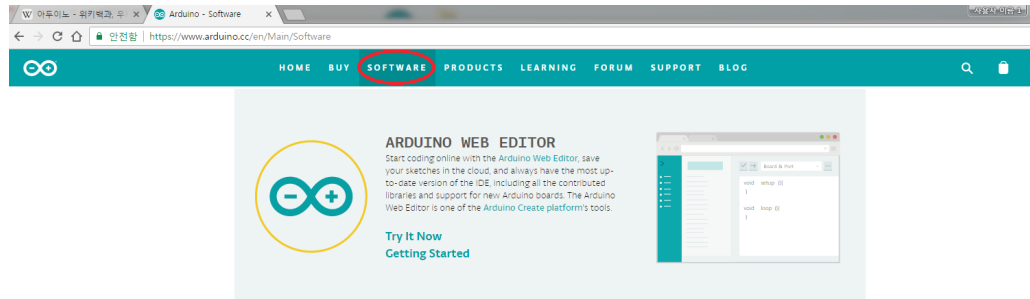 아두이노 - 위키백과, 우리
Arduino - Software
안전함 https://www.arduino.cc/en/Main/Software
HOME BUY SOFTWARE PRODUCTS LEARNING FORUM SUPPORT BLOG
ARDUINO WEB EDITOR
Start coding online with the Arduino Web Editor, save
your sketches in the cloud, and always have the most up-
to-date version of the IDE, including all the contributed
libraries and support for new Arduino boards. The Arduino
Web Editor is one of the Arduino Create platform's tools.
Try It Now
Getting Started
Board & Port
void setup (){
}
void loop (){
}